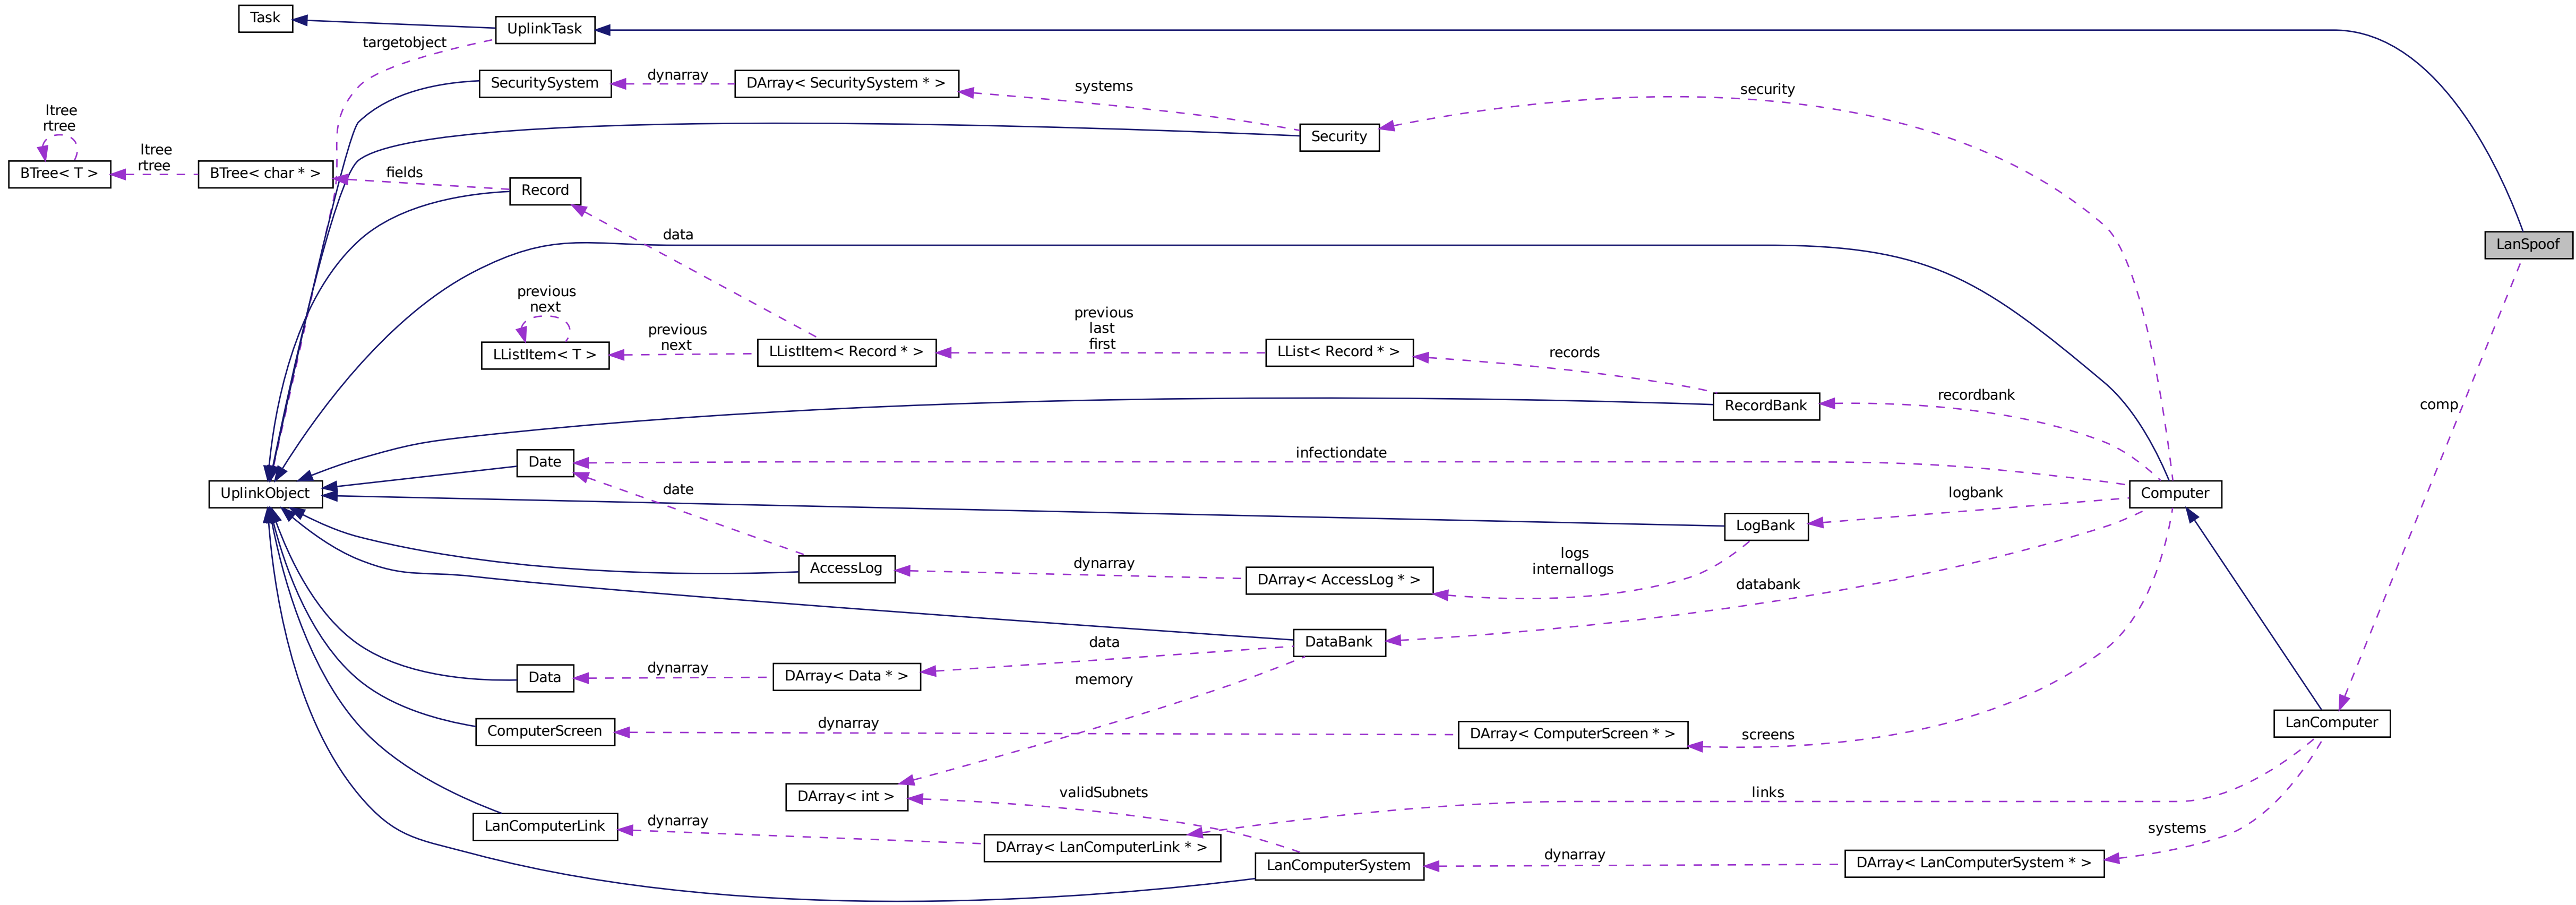 Task
UplinkTask
targetobject
SecuritySystem
dynarray
DArray< SecuritySystem * >
systems
security
ltree
rtree
Security
ltree
rtree
BTree< T >
BTree< char * >
fields
Record
data
LanSpoof
previous
next
LListItem< T >
previous
next
LListItem< Record * >
previous
last
first
LList< Record * >
records
RecordBank
recordbank
comp
Date
infectiondate
date
UplinkObject
Computer
logbank
LogBank
logs
internallogs
AccessLog
dynarray
DArray< AccessLog * >
databank
DataBank
data
memory
Data
dynarray
DArray< Data * >
ComputerScreen
dynarray
DArray< ComputerScreen * >
screens
LanComputer
DArray< int >
validSubnets
links
LanComputerLink
dynarray
DArray< LanComputerLink * >
systems
LanComputerSystem
dynarray
DArray< LanComputerSystem * >